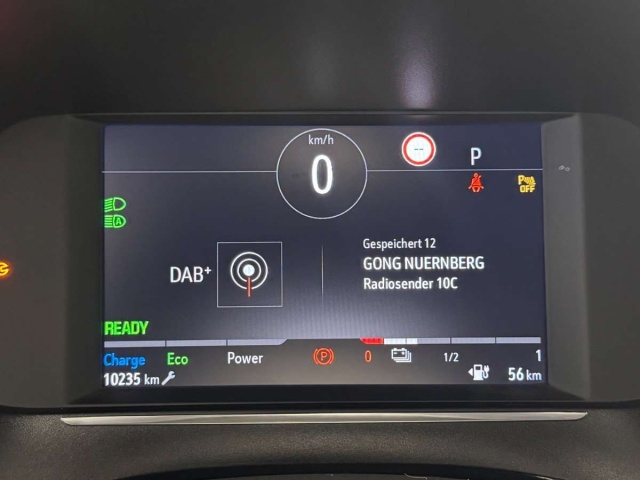 km/h
0
--
P
P OFF
A
DAB+
Gespeichert 12
GONG NUERNBERG
Radiosender 10C
READY
Charge Eco Power (P) 0 1/2 1
10235 km 56 km